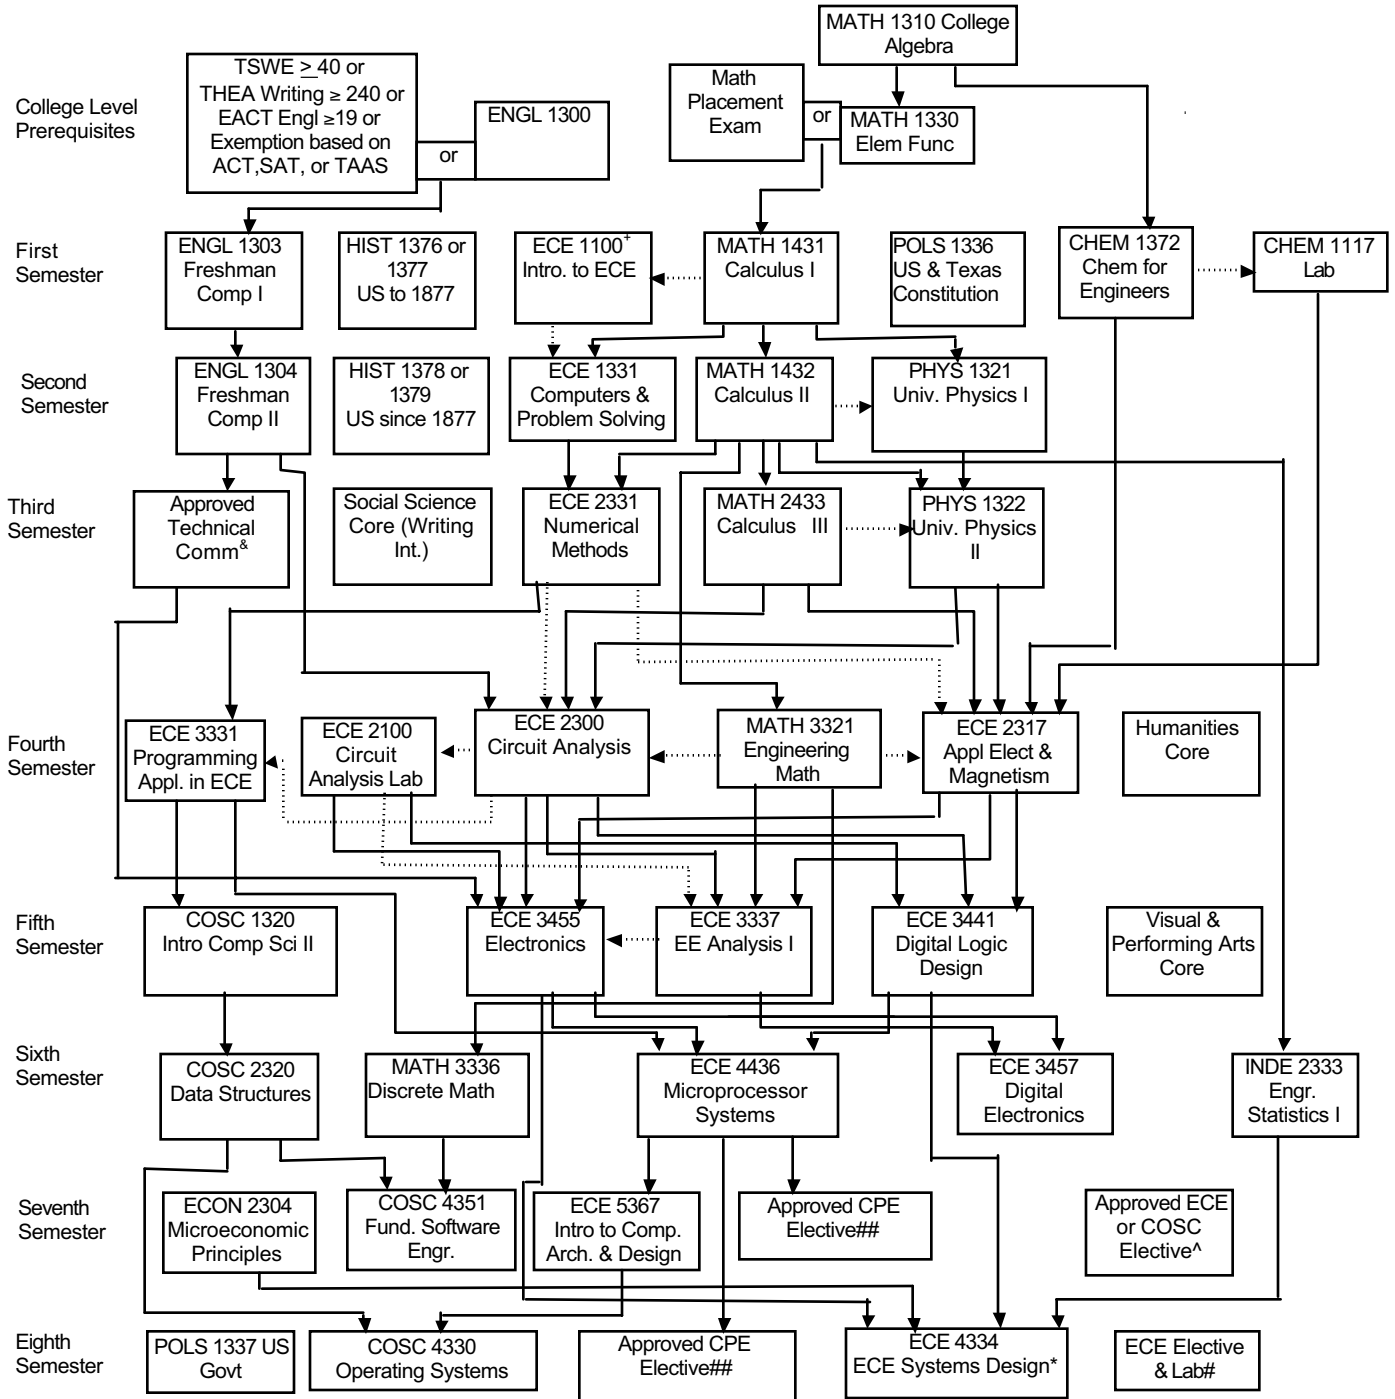 MATH 1310 College
Algebra
College Level
Prerequisites
TSWE > 40 or
THEA Writing ≥ 240 or
EACT Engl ≥19 or
Exemption based on
ACT,SAT, or TAAS
or
ENGL 1300
Math
Placement
Exam
or
MATH 1330
Elem Func
First
Semester
ENGL 1303
Freshman
Comp I
HIST 1376 or
1377
US to 1877
ECE 1100+
Intro. to ECE
MATH 1431
Calculus I
POLS 1336
US & Texas
Constitution
CHEM 1372
Chem for
Engineers
CHEM 1117
Lab
Second
Semester
ENGL 1304
Freshman
Comp II
HIST 1378 or
1379
US since 1877
ECE 1331
Computers &
Problem Solving
MATH 1432
Calculus II
PHYS 1321
Univ. Physics I
Third
Semester
Approved
Technical
Comm&
Social Science
Core (Writing
Int.)
ECE 2331
Numerical
Methods
MATH 2433
Calculus III
PHYS 1322
Univ. Physics
II
Fourth
Semester
ECE 3331
Programming
Appl. in ECE
ECE 2100
Circuit
Analysis Lab
ECE 2300
Circuit Analysis
MATH 3321
Engineering
Math
ECE 2317
Appl Elect &
Magnetism
Humanities
Core
Fifth
Semester
COSC 1320
Intro Comp Sci II
ECE 3455
Electronics
ECE 3337
EE Analysis I
ECE 3441
Digital Logic
Design
Visual &
Performing Arts
Core
Sixth
Semester
COSC 2320
Data Structures
MATH 3336
Discrete Math
ECE 4436
Microprocessor
Systems
ECE 3457
Digital
Electronics
INDE 2333
Engr.
Statistics I
Seventh
Semester
ECON 2304
Microeconomic
Principles
COSC 4351
Fund. Software
Engr.
ECE 5367
Intro to Comp.
Arch. & Design
Approved CPE
Elective##
Approved ECE
or COSC
Elective^
Eighth
Semester
POLS 1337 US
Govt
COSC 4330
Operating Systems
Approved CPE
Elective##
ECE 4334
ECE Systems Design*
ECE Elective
& Lab#